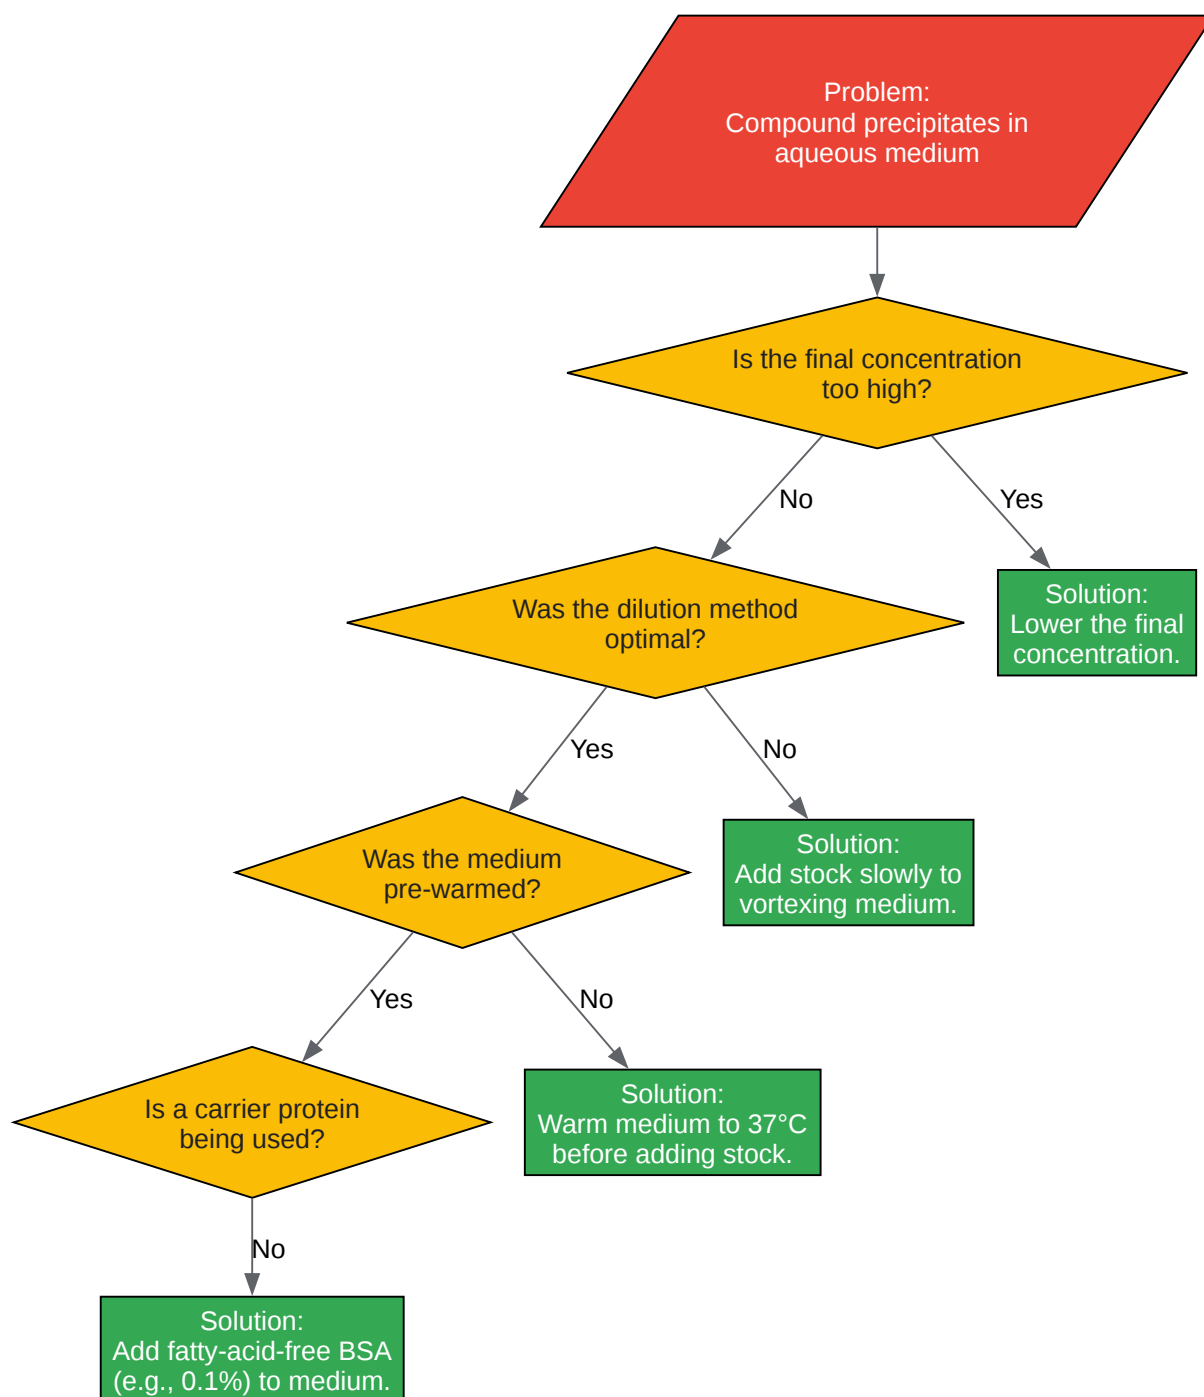 Problem:
Compound precipitates in
aqueous medium
Is the final concentration
too high?
No
Yes
Was the dilution method
optimal?
Solution:
Lower the final
concentration.
Yes
No
Was the medium
pre-warmed?
Solution:
Add stock slowly to
vortexing medium.
Yes
No
Is a carrier protein
being used?
Solution:
Warm medium to 37°C
before adding stock.
No
Solution:
Add fatty-acid-free BSA
(e.g., 0.1%) to medium.